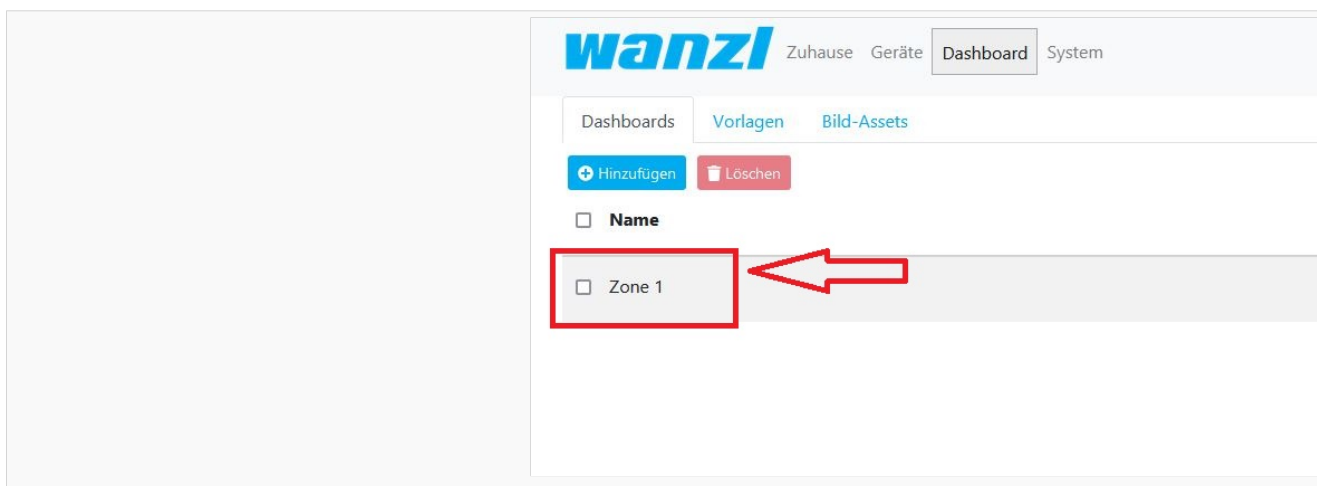 wanzl Zuhause Geräte Dashboard System
Dashboards Vorlagen Bild-Assets
Hinzufügen Löschen
Name
Zone 1